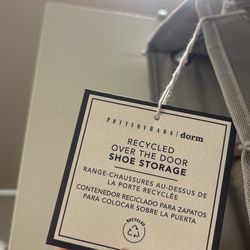 POTTERYBARN | dorm
RECYCLED
OVER THE DOOR
SHOE STORAGE
RANGE-CHAUSSURES AU-DESSUS DE
LA PORTE RECYCLÉE
CONTENEDOR RECICLADO PARA ZAPATOS
PARA COLOCAR SOBRE LA PUERTA